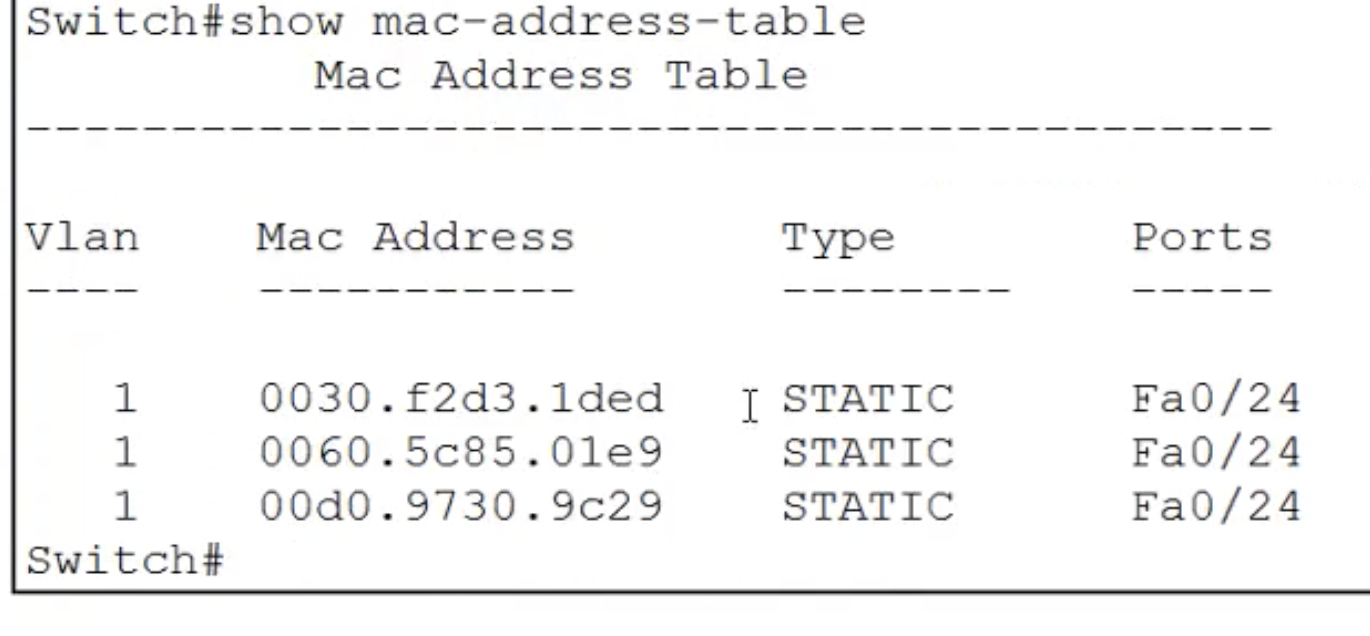 Switch#show mac-address-table
Mac Address Table
-------------------------------------------
Vlan Mac Address Type Ports
---- ----------- -------- -----
1 0030.f2d3.1ded STATIC Fa0/24
1 0060.5c85.01e9 STATIC Fa0/24
1 00d0.9730.9c29 STATIC Fa0/24
Switch#